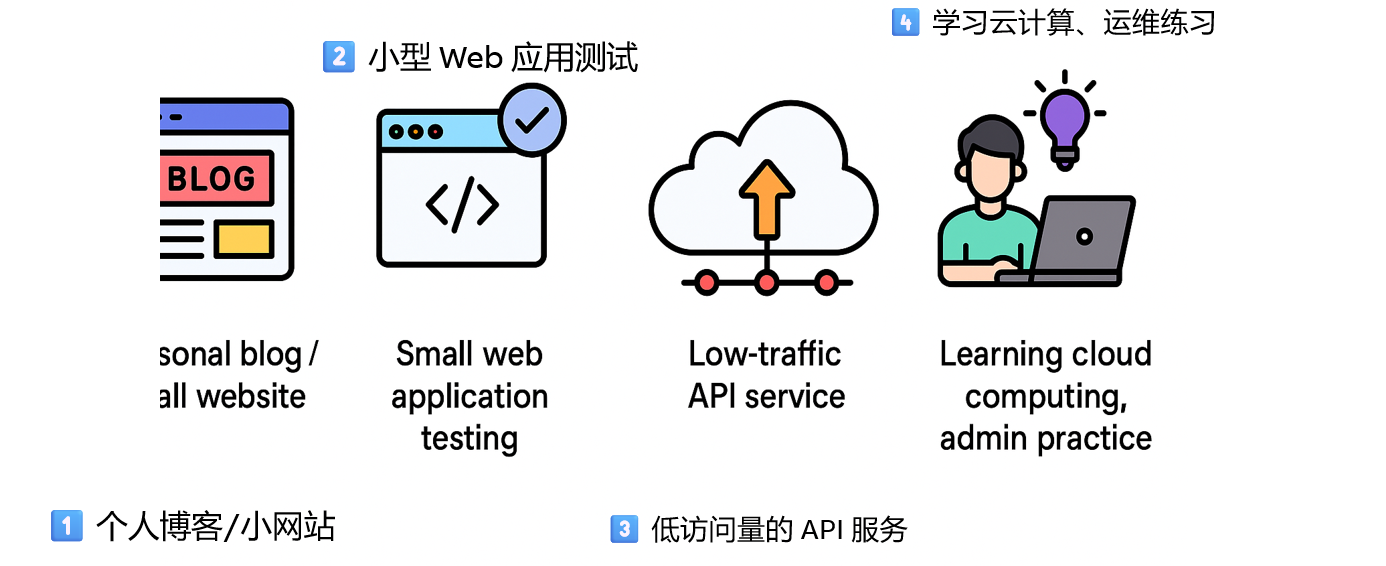 4 学习云计算、运维练习
2 小型 Web 应用测试
BLOG
</>
sonal blog /
all website
Small web
application
testing
Low-traffic
API service
Learning cloud
computing,
admin practice
1 个人博客/小网站
3 低访问量的 API 服务